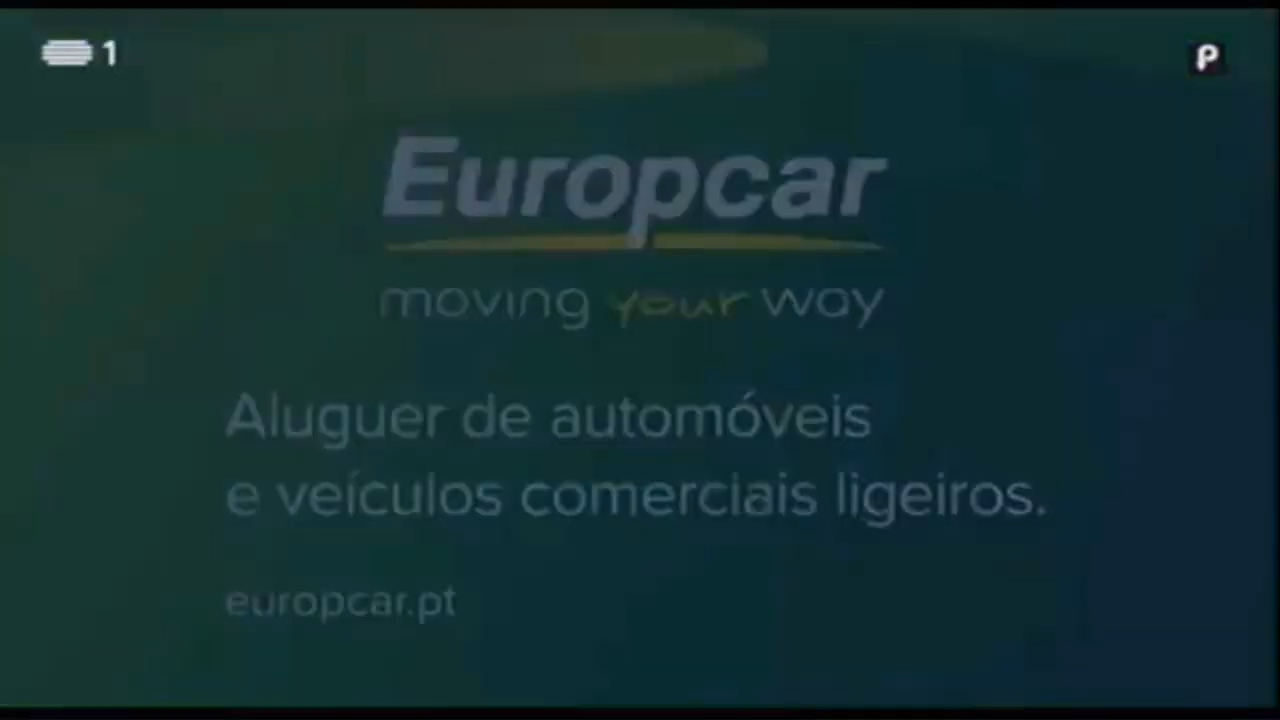 1
P
Europcar
moving your way
Aluguer de automóveis
e veículos comerciais ligeiros.
europcar.pt